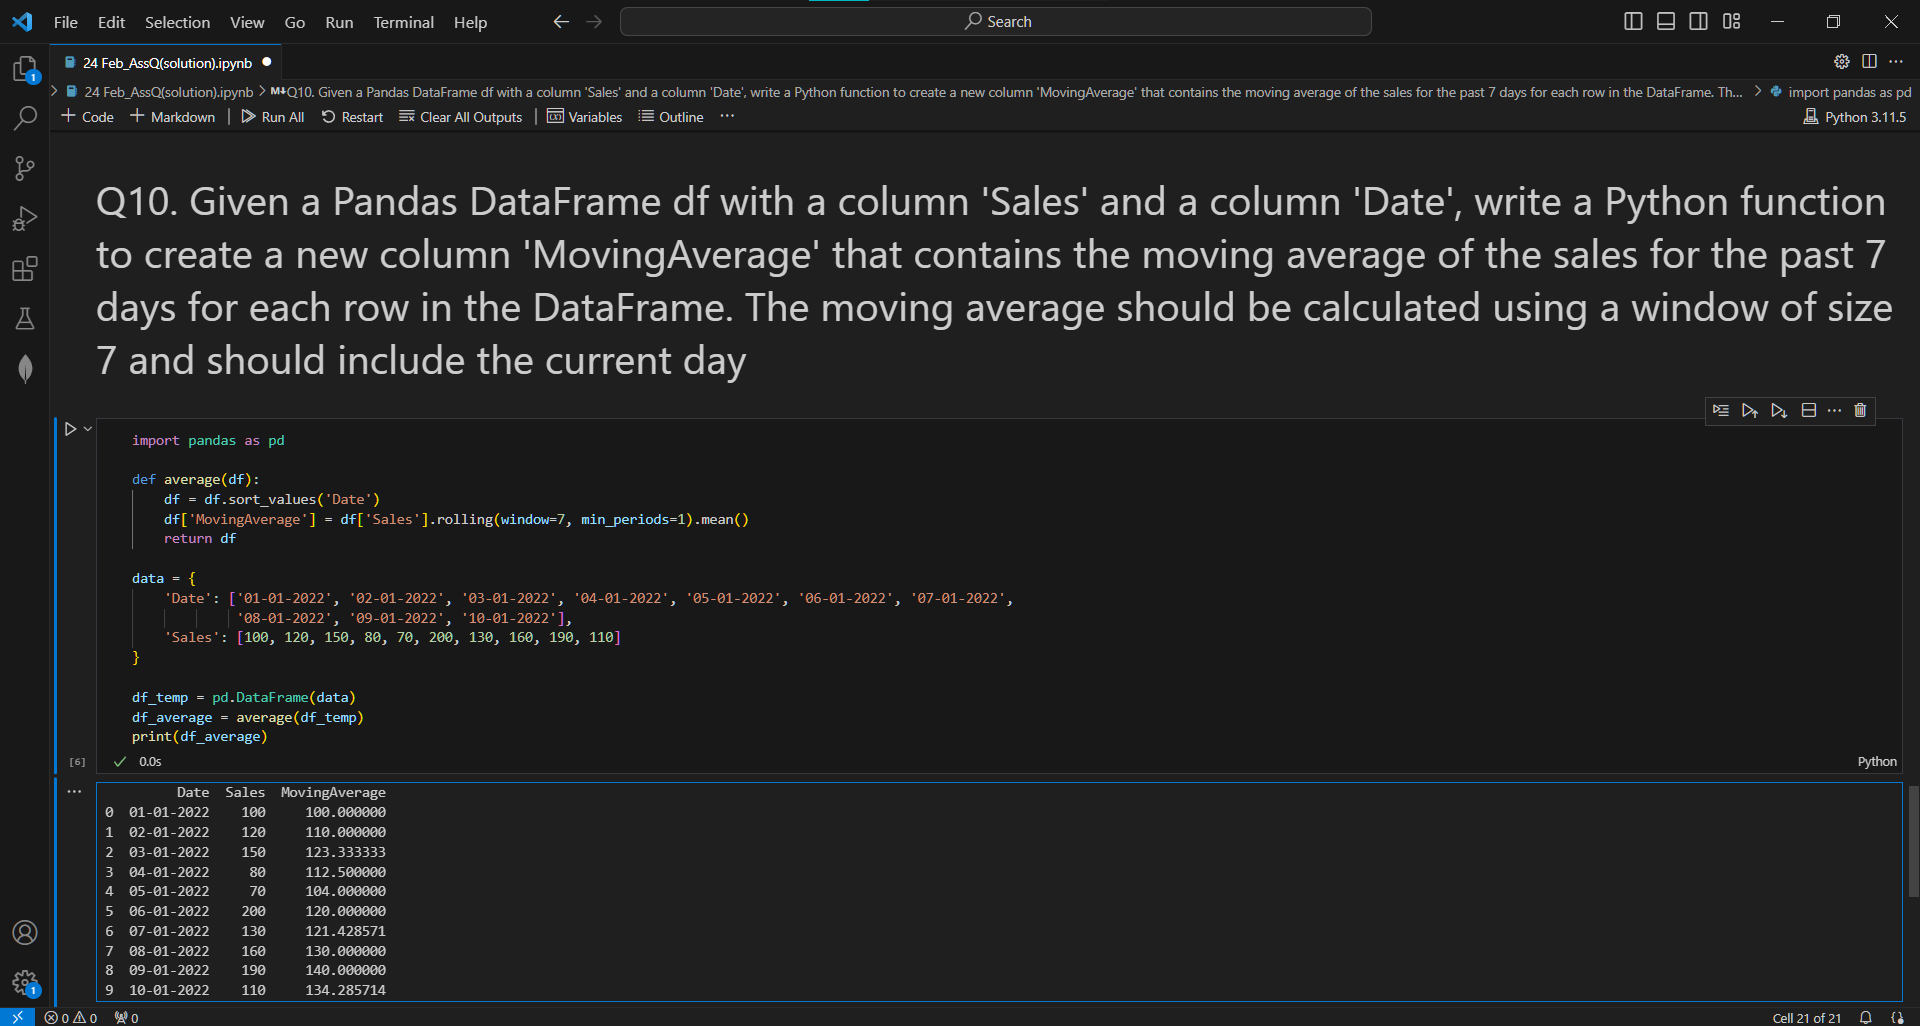 File Edit Selection View Go Run Terminal Help
Search
24 Feb_AssQ(solution).ipynb
1
24 Feb_AssQ(solution).ipynb > M↓Q10. Given a Pandas DataFrame df with a column 'Sales' and a column 'Date', write a Python function to create a new column 'MovingAverage' that contains the moving average of the sales for the past 7 days for each row in the DataFrame. Th... > import pandas as pd
+ Code + Markdown | Run All Restart Clear All Outputs | Variables Outline ...
Python 3.11.5
Q10. Given a Pandas DataFrame df with a column 'Sales' and a column 'Date', write a Python function
to create a new column 'MovingAverage' that contains the moving average of the sales for the past 7
days for each row in the DataFrame. The moving average should be calculated using a window of size
7 and should include the current day
import pandas as pd
def average(df):
    df = df.sort_values('Date')
    df['MovingAverage'] = df['Sales'].rolling(window=7, min_periods=1).mean()
    return df
data = {
    'Date': ['01-01-2022', '02-01-2022', '03-01-2022', '04-01-2022', '05-01-2022', '06-01-2022', '07-01-2022',
             '08-01-2022', '09-01-2022', '10-01-2022'],
    'Sales': [100, 120, 150, 80, 70, 200, 130, 160, 190, 110]
}
df_temp = pd.DataFrame(data)
df_average = average(df_temp)
print(df_average)
[6] 0.0s
Python
Date Sales MovingAverage
0 01-01-2022 100 100.000000
1 02-01-2022 120 110.000000
2 03-01-2022 150 123.333333
3 04-01-2022 80 112.500000
4 05-01-2022 70 104.000000
5 06-01-2022 200 120.000000
6 07-01-2022 130 121.428571
7 08-01-2022 160 130.000000
8 09-01-2022 190 140.000000
9 10-01-2022 110 134.285714
1
0 0 0
Cell 21 of 21